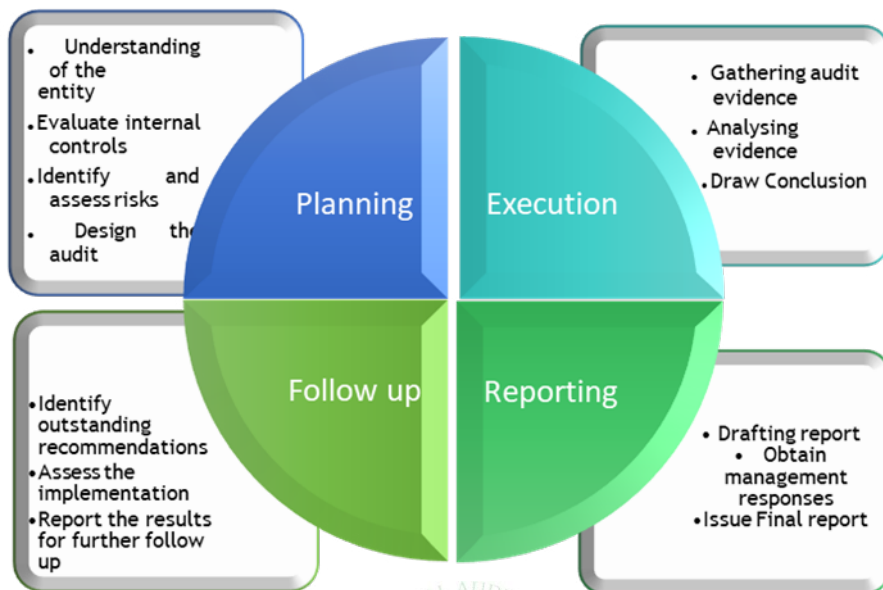 . Understanding
of the
entity
.Evaluate internal
controls
.Identify and
assess risks
. Design the
audit
Planning
Execution
. Gathering audit
evidence
. Analysing
evidence
.Draw Conclusion
•Identify
outstanding
recommendations
•Assess the
implementation
•Report the results
for further follow
up
Follow up
Reporting
• Drafting report
• Obtain
management
responses
•Issue Final report